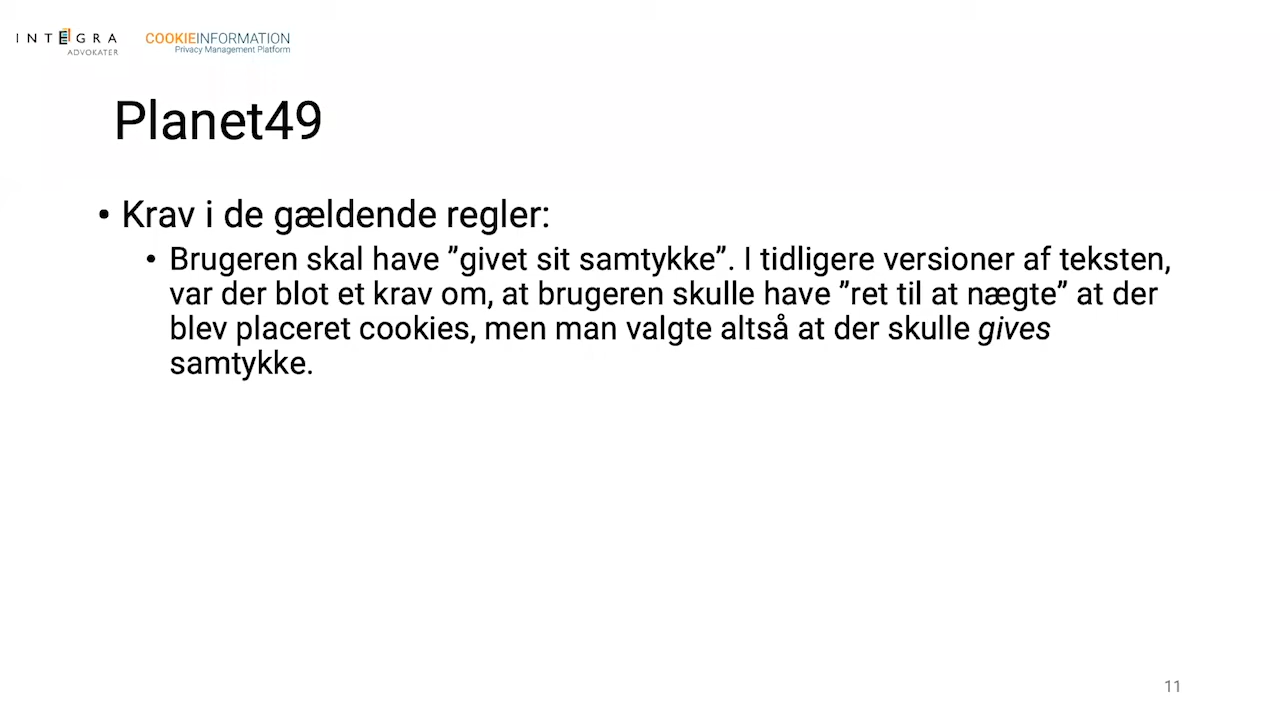 INTEGRA
ADVOKATER
COOKIEINFORMATION
Privacy Management Platform
Planet49
• Krav i de gældende regler:
• Brugeren skal have ”givet sit samtykke”. I tidligere versioner af teksten,
var der blot et krav om, at brugeren skulle have ”ret til at nægte” at der
blev placeret cookies, men man valgte altså at der skulle gives
samtykke.
11